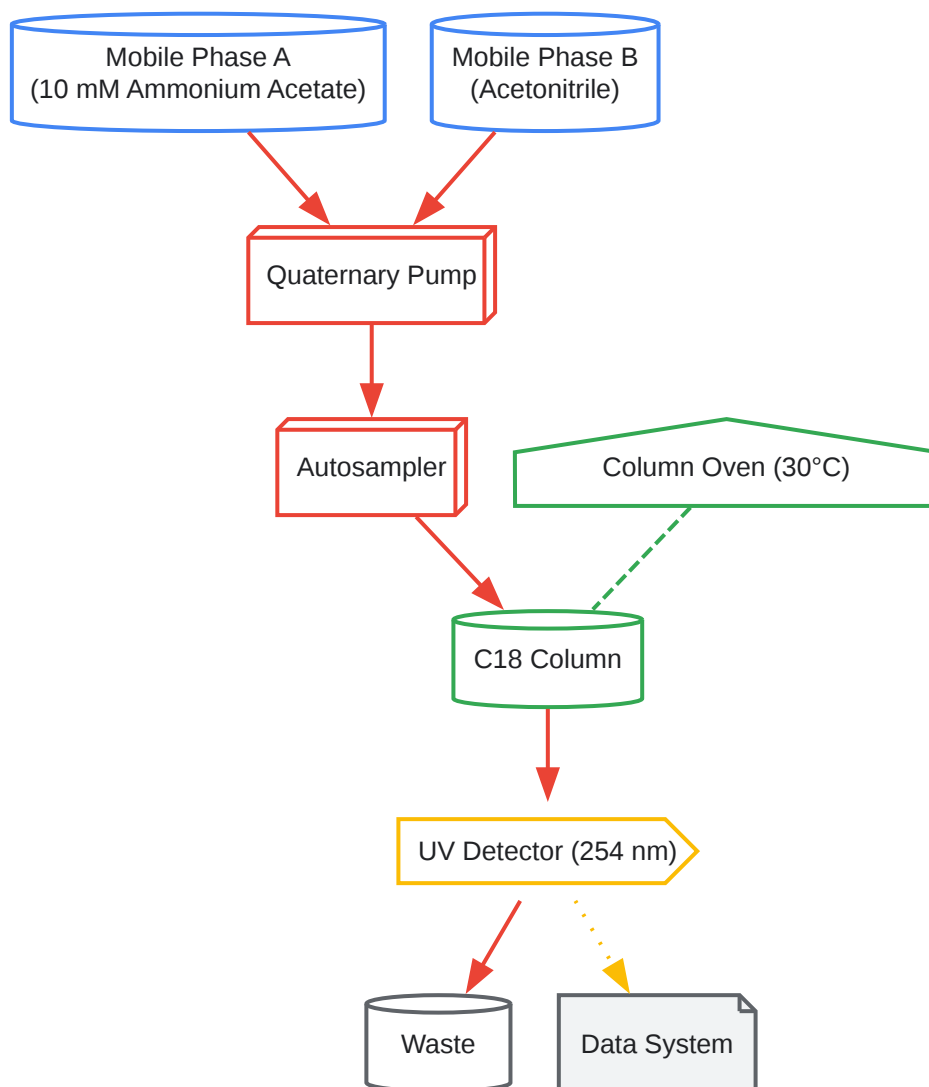 Mobile Phase A
(10 mM Ammonium Acetate)
Mobile Phase B
(Acetonitrile)
Quaternary Pump
Autosampler
Column Oven (30°C)
C18 Column
UV Detector (254 nm)
Waste
Data System